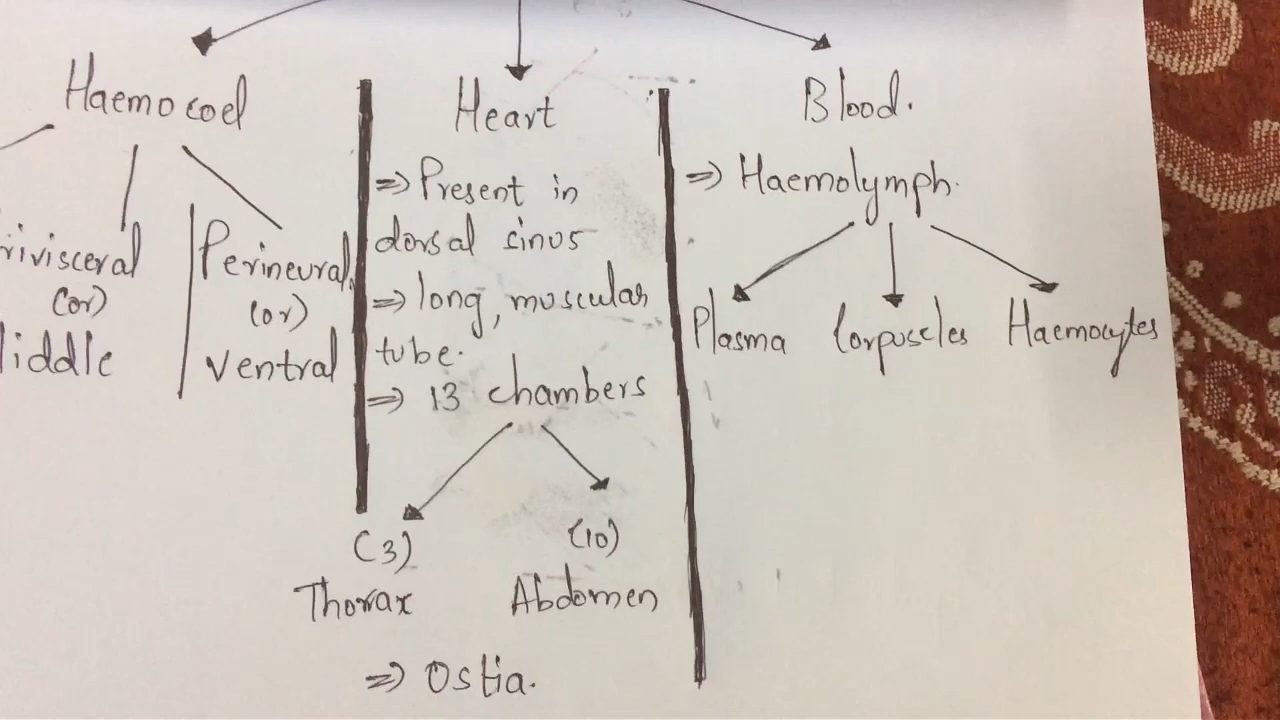 Haemocoel
rivisceral
(or)
iddle
Perineural
(or)
ventral
Heart
⇒ Present in
dorsal sinus
⇒ long, muscular
tube.
⇒ 13 chambers
(3)
Thorax
(10)
Abdomen
⇒ Ostia.
Blood.
⇒ Haemolymph.
Plasma
Corpuscles
Haemocytes